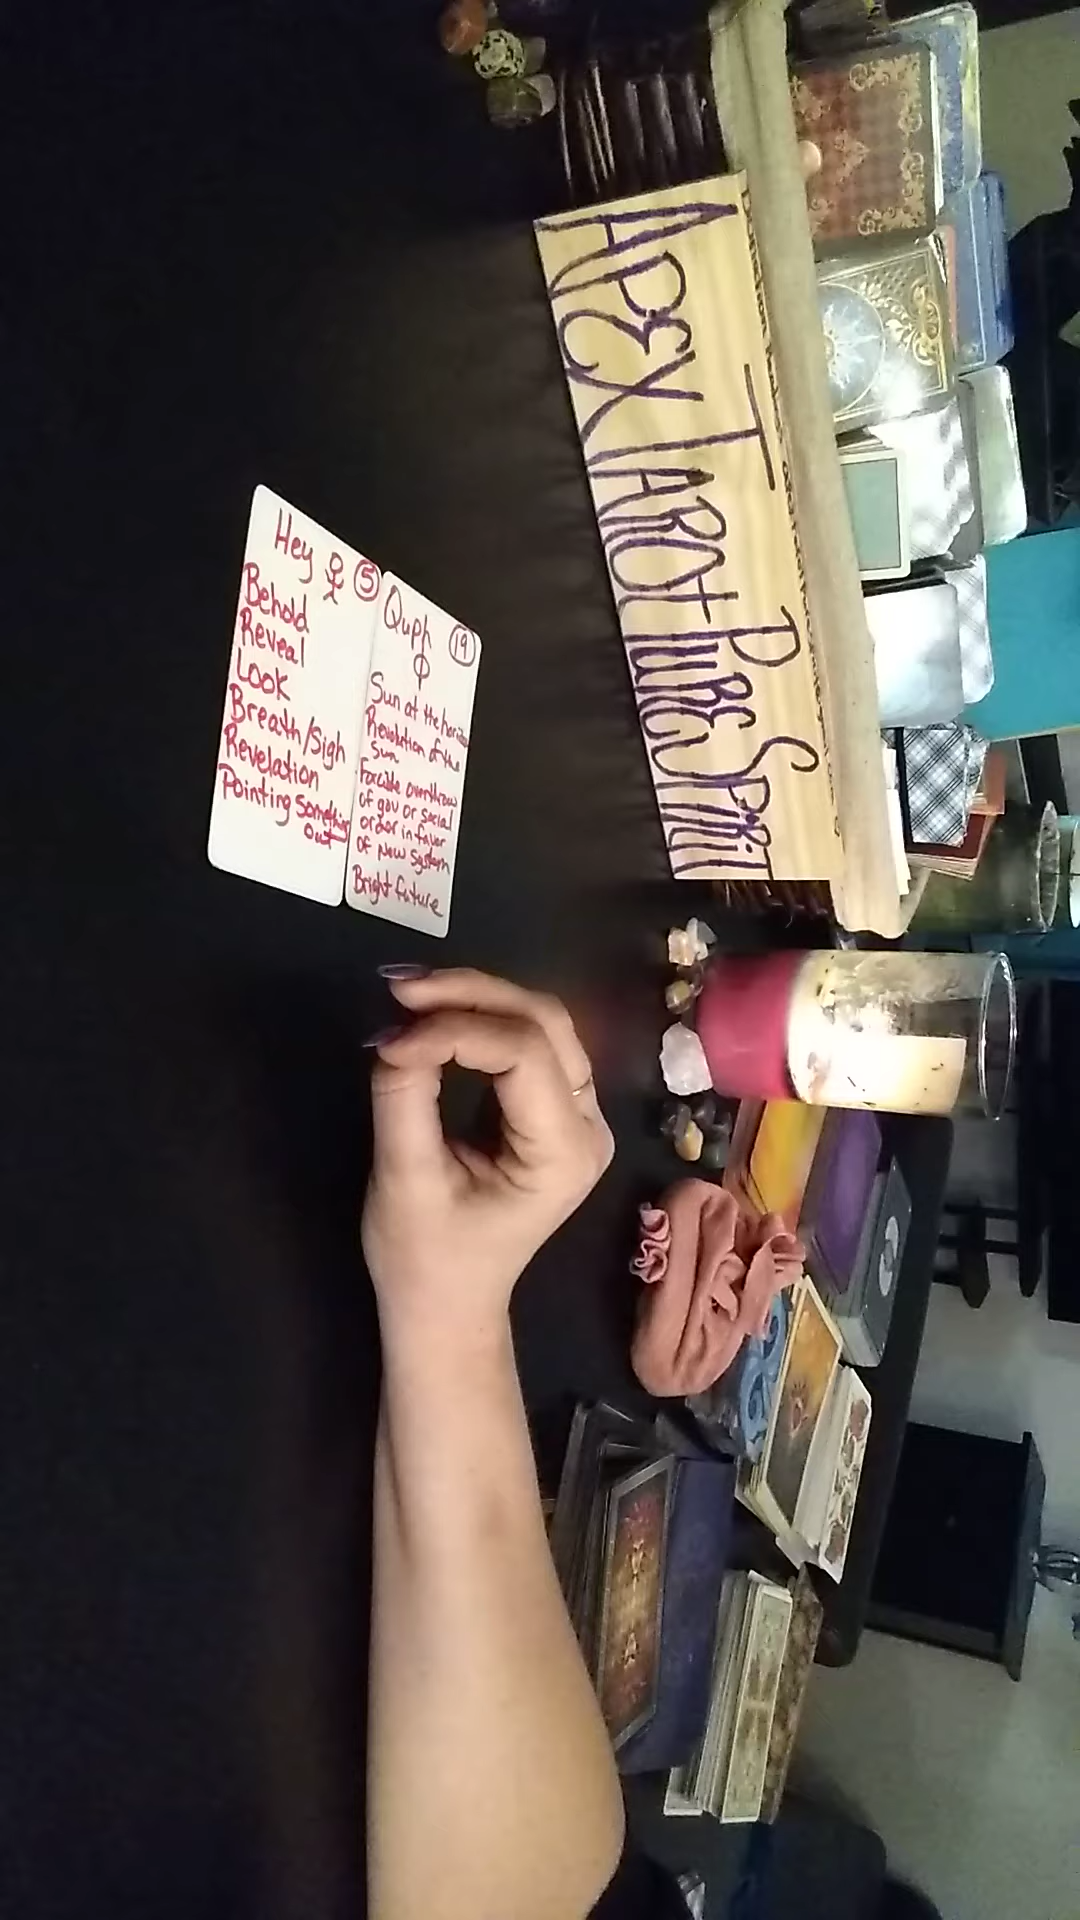 APEX TAROT PURE SPIRIT
Hey 5
Behold
Reveal
Look
Breath/Sigh
Revelation
Pointing something
out
Quph 19
Sun at the horizon
Revolution of the
Sun
Forcible overthrow
of gov or social
order in favor
of new system
Bright future